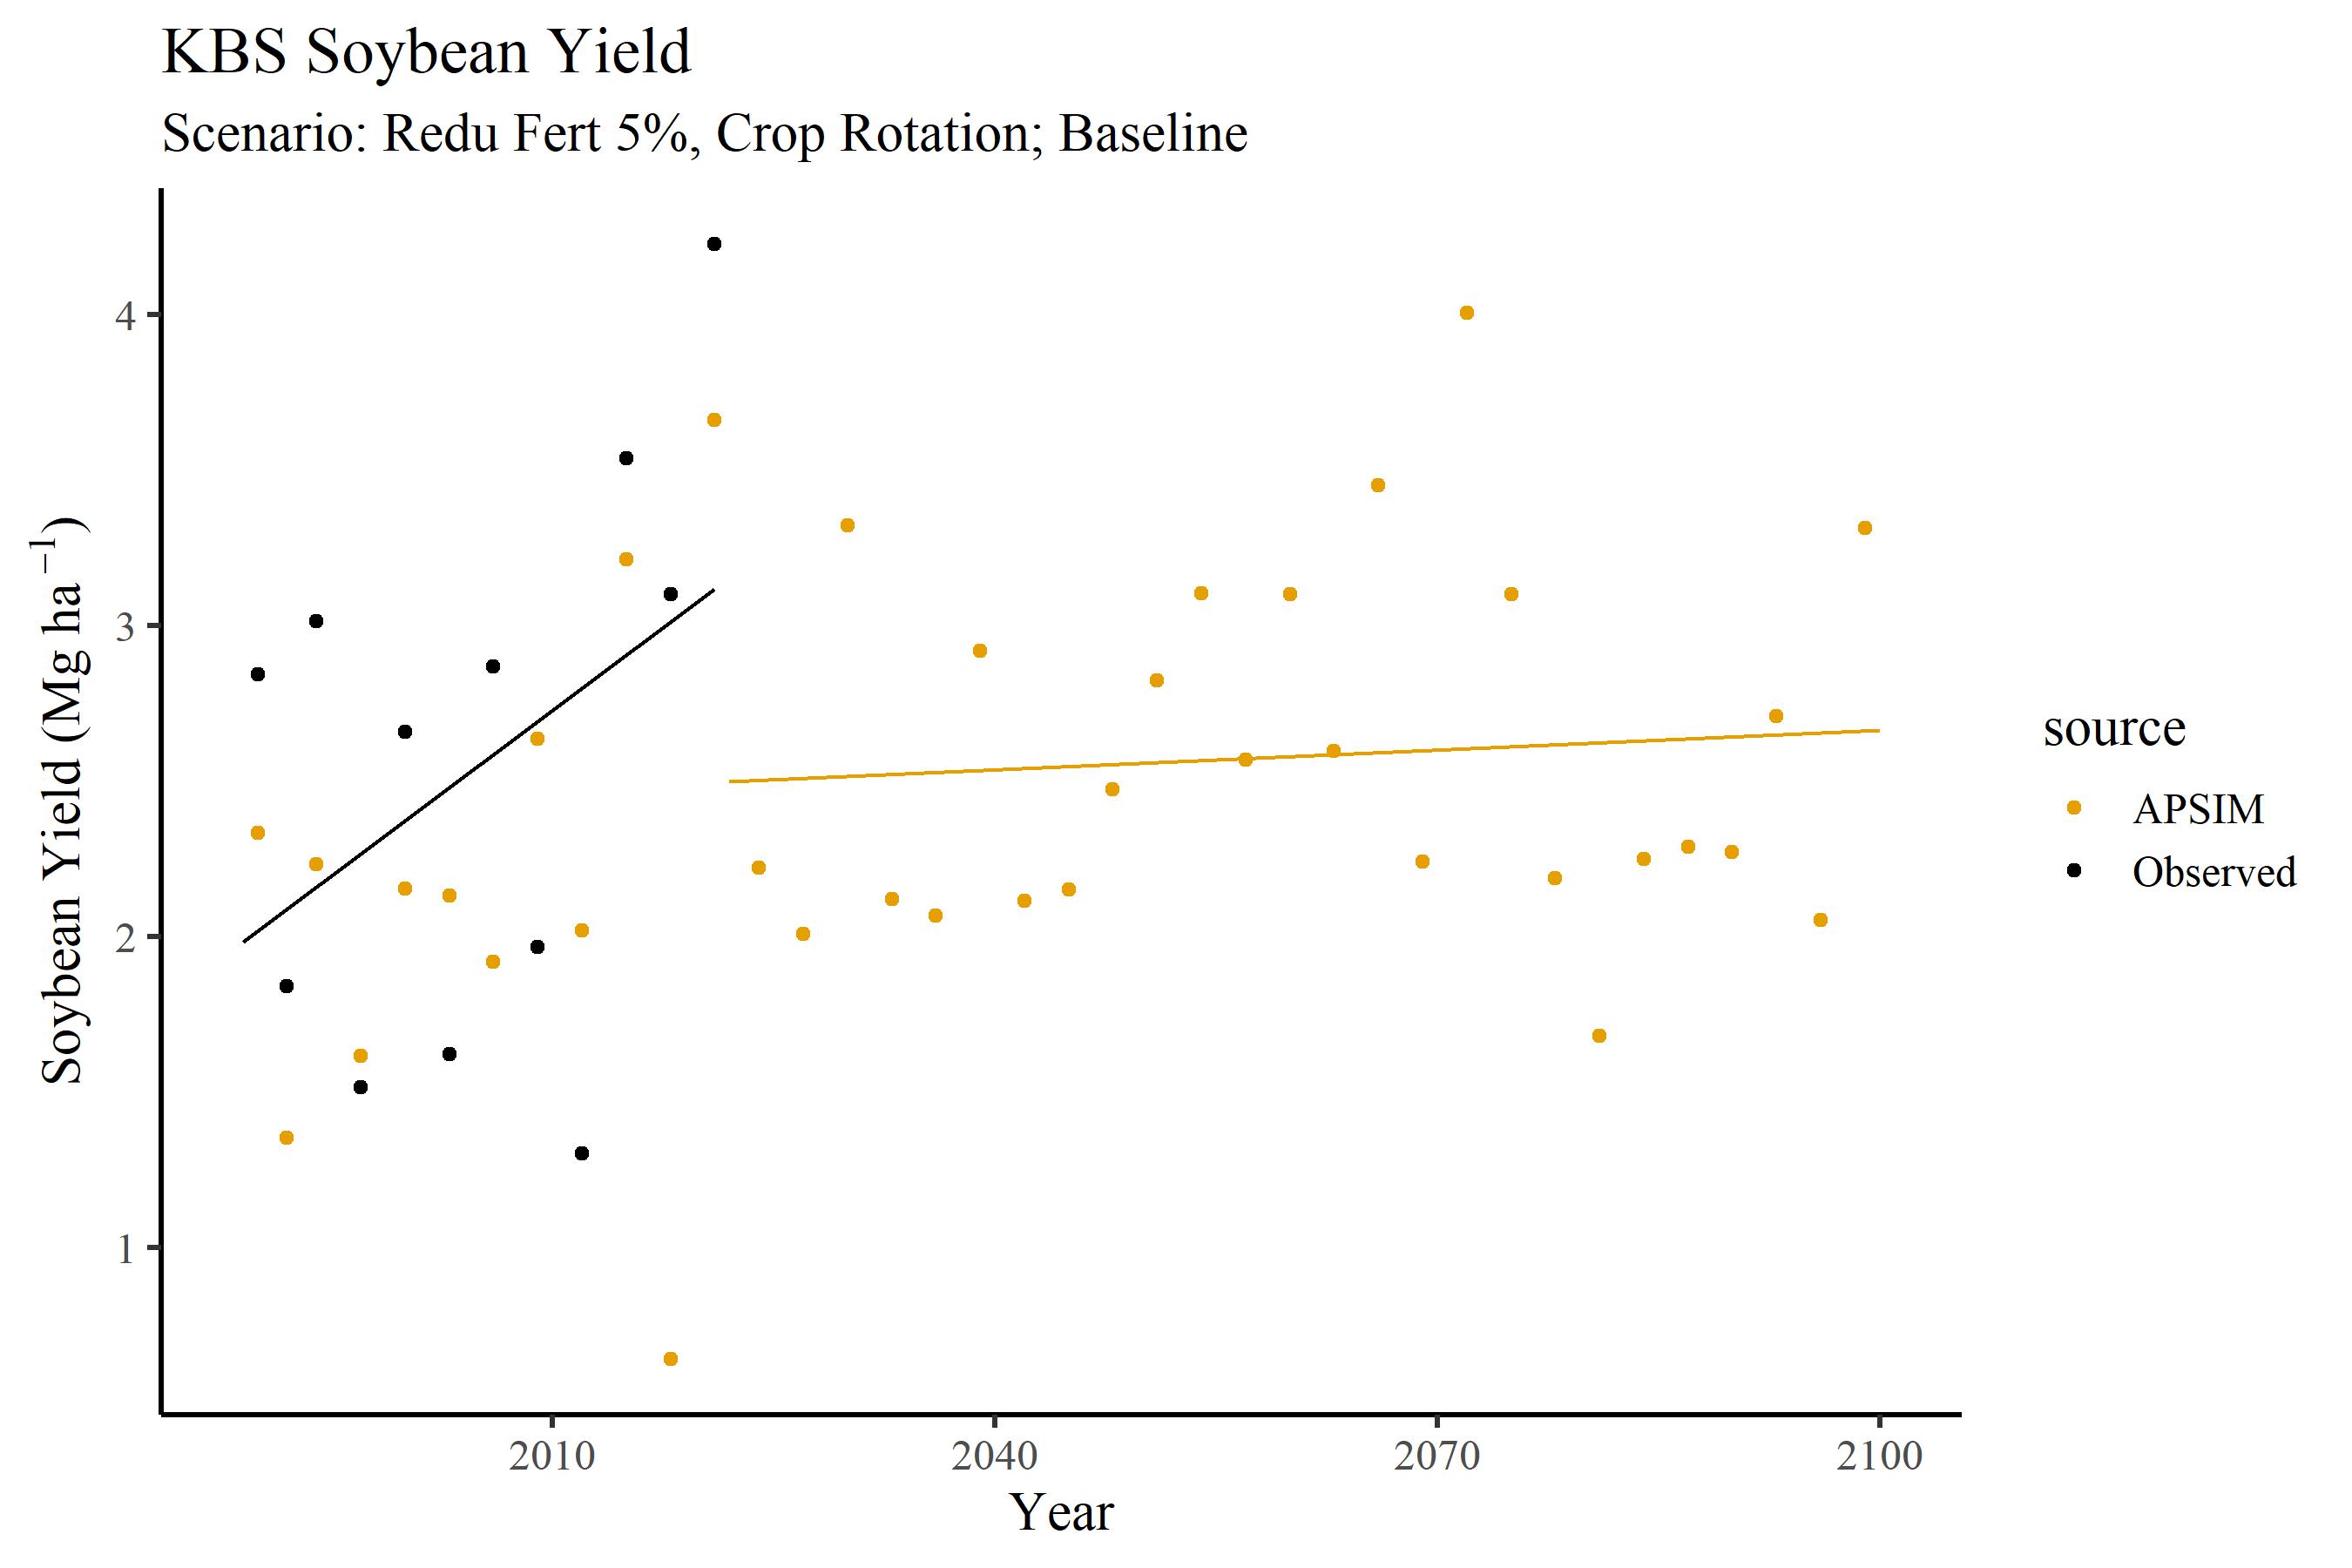 KBS Soybean Yield
Scenario: Redu Fert 5%, Crop Rotation; Baseline
Soybean Yield (Mg ha⁻¹)
4
3
2
1
2010 2040 2070 2100
Year
source
APSIM
Observed